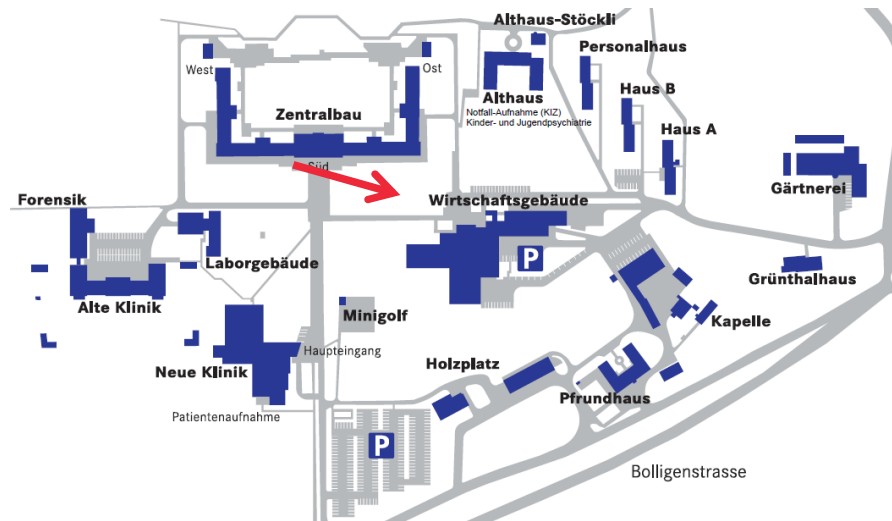 Althaus-Stöckli
Personalhaus
West
Ost
Haus B
Zentralbau
Althaus
Notfall-Aufnahme (KIZ)
Kinder- und Jugendpsychiatrie
Haus A
Süd
Gärtnerei
Forensik
Wirtschaftsgebäude
P
Laborgebäude
Grünthalhaus
Alte Klinik
Minigolf
Kapelle
Haupteingang
Holzplatz
Neue Klinik
Pfrundhaus
Patientenaufnahme
P
Bolligenstrasse